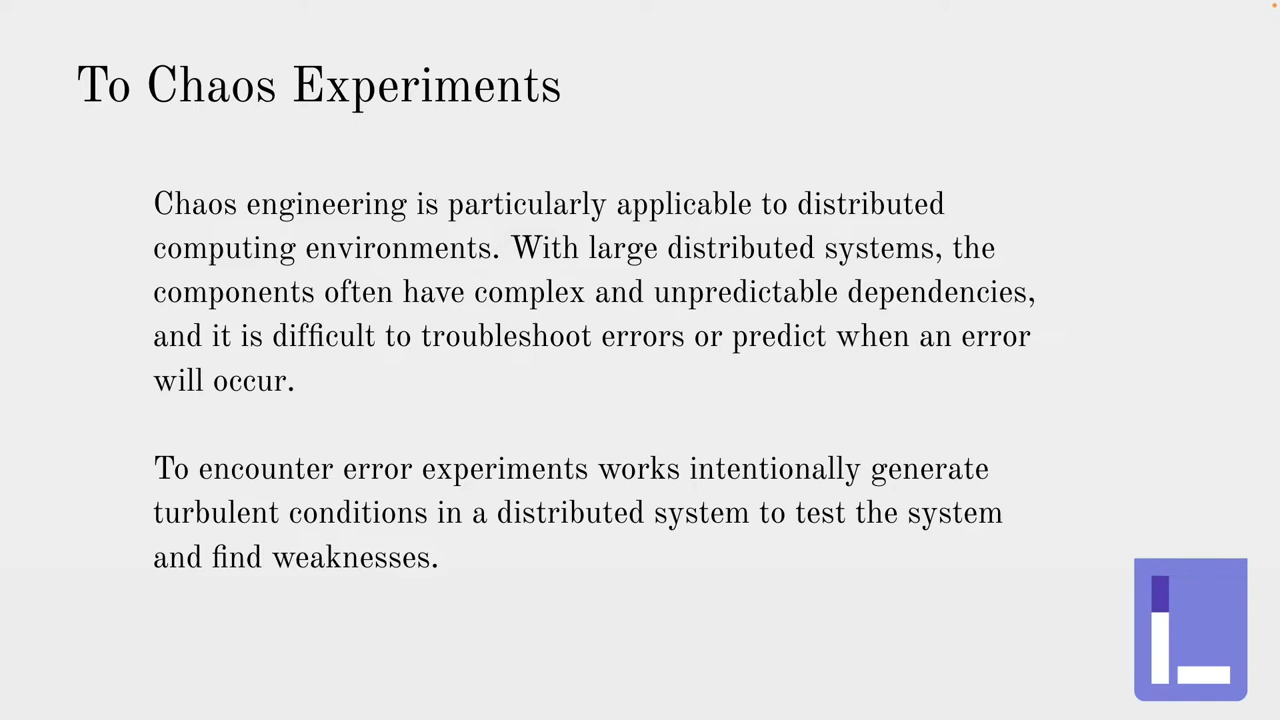 To Chaos Experiments
Chaos engineering is particularly applicable to distributed
computing environments. With large distributed systems, the
components often have complex and unpredictable dependencies,
and it is difficult to troubleshoot errors or predict when an error
will occur.
To encounter error experiments works intentionally generate
turbulent conditions in a distributed system to test the system
and find weaknesses.